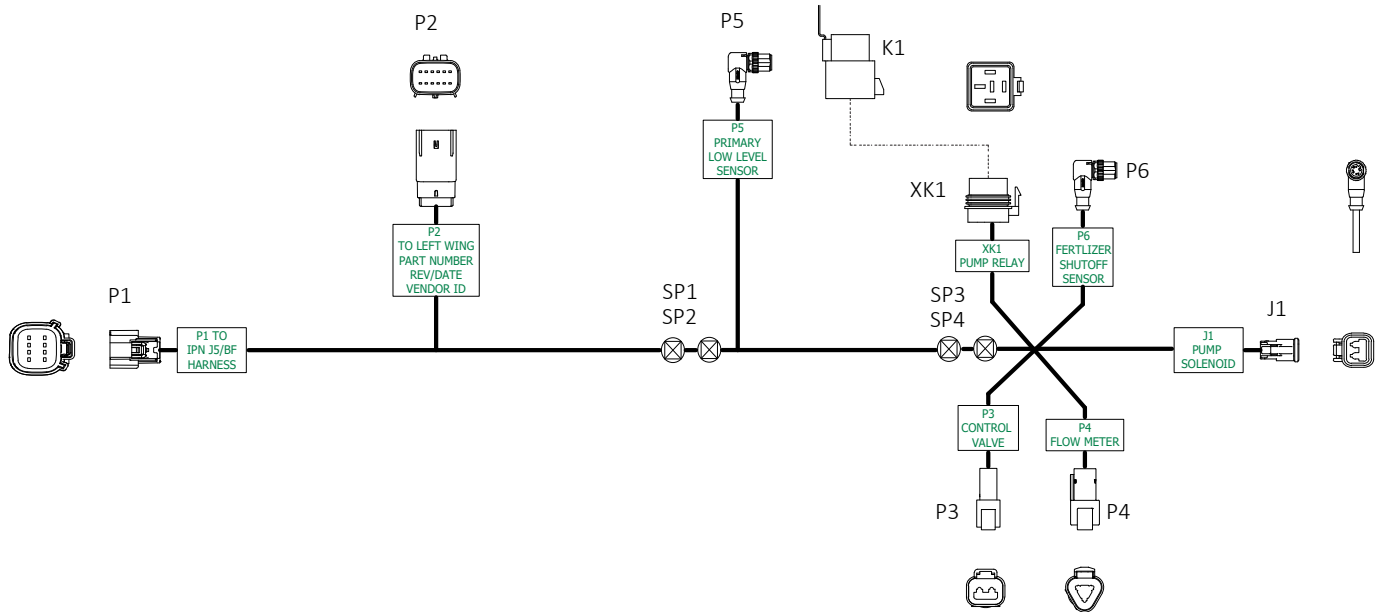 P2
P5
K1
P5
PRIMARY
LOW LEVEL
SENSOR
XK1
P6
P2
TO LEFT WING
PART NUMBER
REV/DATE
VENDOR ID
XK1
PUMP RELAY
P6
FERTLIZER
SHUTOFF
SENSOR
P1
SP1
SP2
SP3
SP4
J1
P1 TO
IPN J5/BF
HARNESS
J1
PUMP
SOLENOID
P3
CONTROL
VALVE
P4
FLOW METER
P3
P4